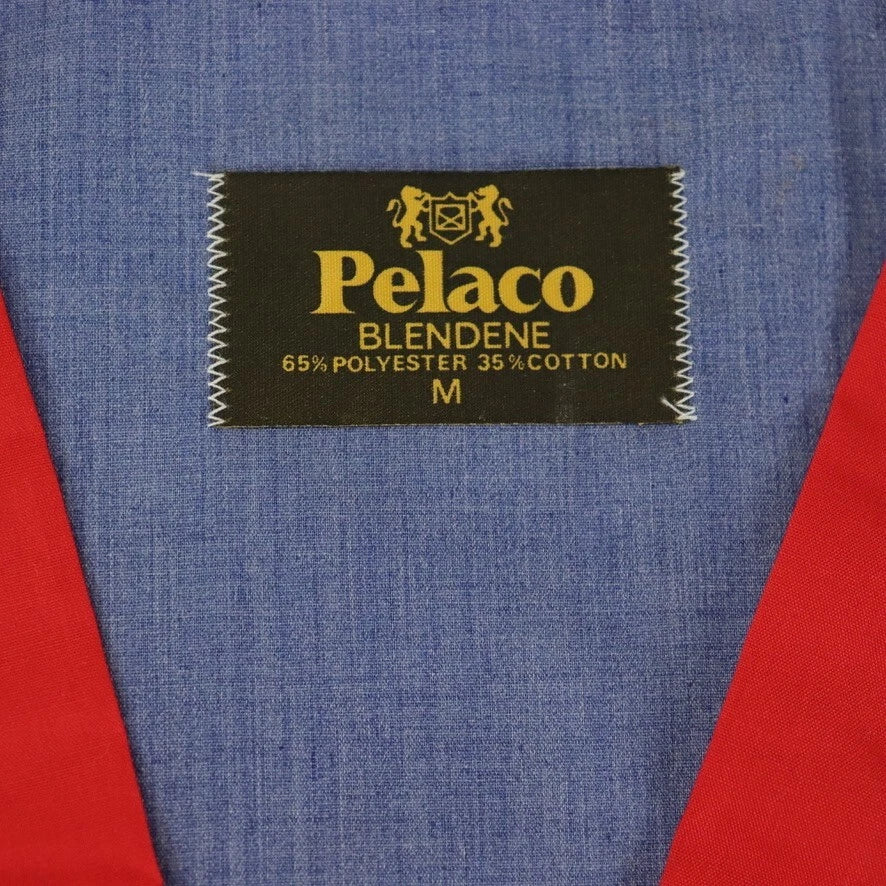 Pelaco
BLENDENE
65% POLYESTER 35% COTTON
M